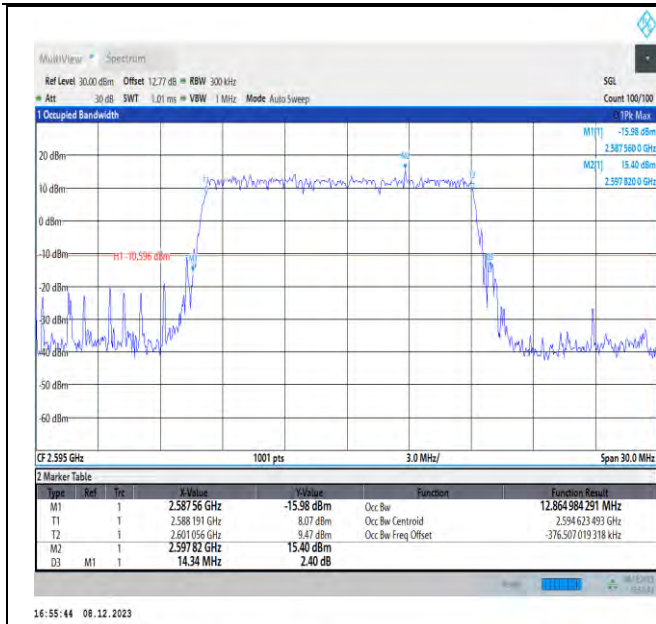 MultiView Spectrum
Ref Level 30.00 dBm Offset 12.77 dB RBW 300 kHz SGL
Att 30 dB SWT 1.01 ms VBW 1 MHz Mode Auto Sweep Count 100/100
1 Occupied Bandwidth 1Pk Max
M1[1] -15.98 dBm
2.587 560 0 GHz
M2[1] 15.40 dBm
2.597 820 0 GHz
20 dBm
10 dBm
0 dBm
-10 dBm
H1 -10.596 dBm
-20 dBm
-30 dBm
-40 dBm
-50 dBm
-60 dBm
CF 2.595 GHz 1001 pts 3.0 MHz/ Span 30.0 MHz
2 Marker Table
Type Ref Trc X-Value Y-Value Function Function Result
M1 1 2.587 56 GHz -15.98 dBm Occ Bw 12.864 984 291 MHz
T1 1 2.588 191 GHz 8.07 dBm Occ Bw Centroid 2.594 623 493 GHz
T2 1 2.601 056 GHz 9.47 dBm Occ Bw Freq Offset -376.507 019 318 kHz
M2 1 2.597 82 GHz 15.40 dBm
D3 M1 1 14.34 MHz 2.40 dB
16:55:44 08.12.2023